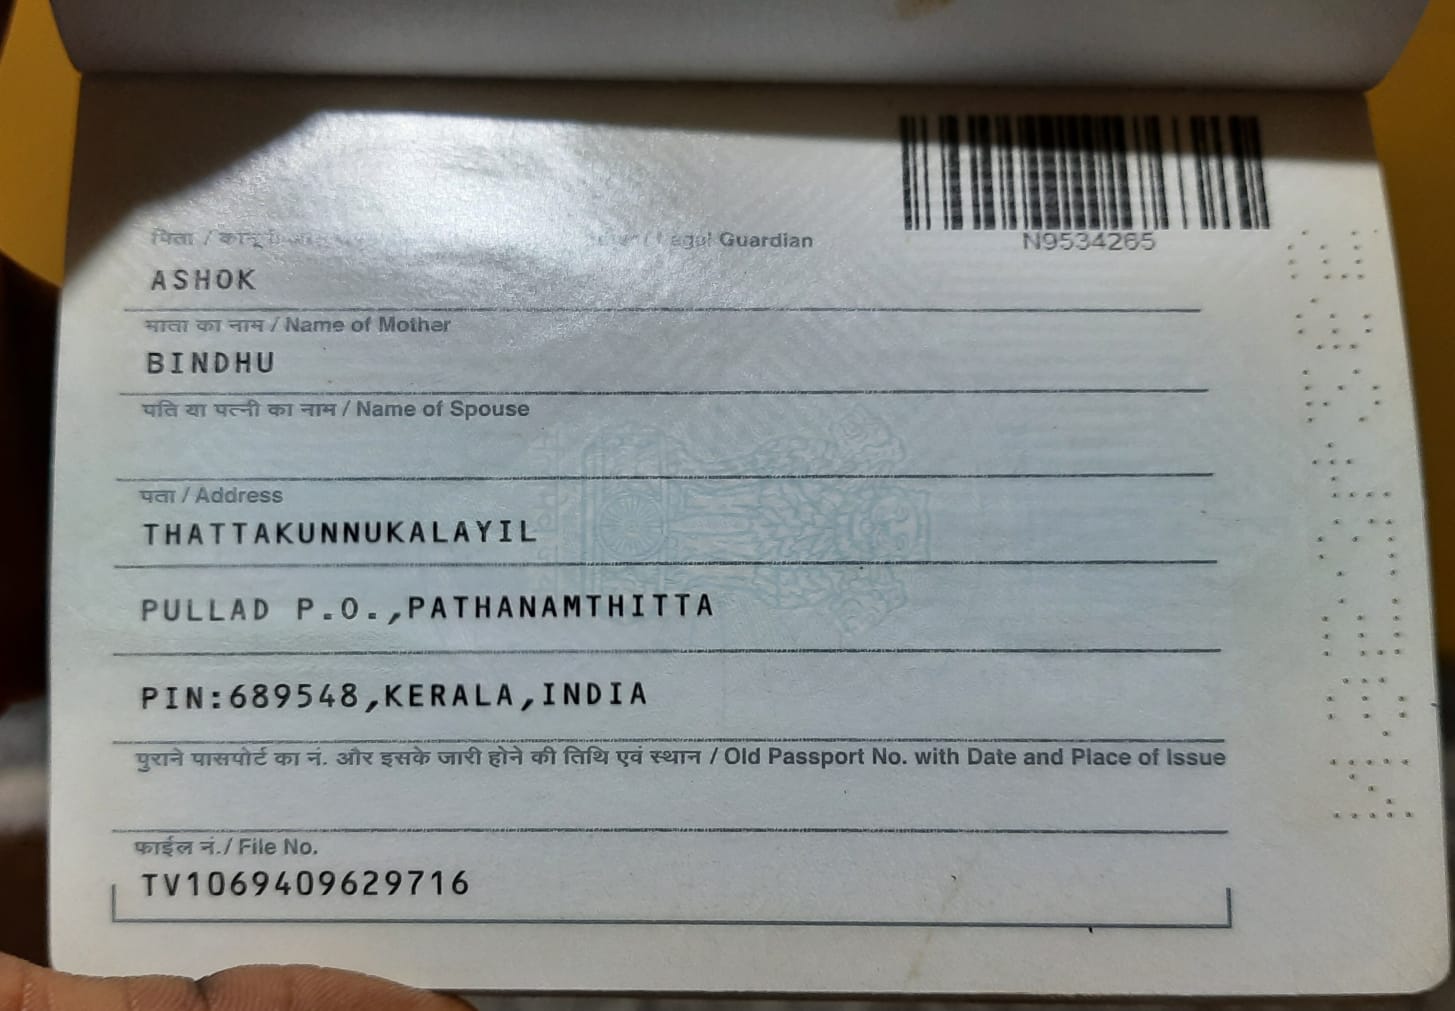 N9534265
पिता / Legal Guardian
ASHOK
माता का नाम / Name of Mother
BINDHU
पति या पत्नी का नाम / Name of Spouse
पता / Address
THATTAKUNNUKALAYIL
PULLAD P.O.,PATHANAMTHITTA
PIN:689548,KERALA,INDIA
पुराने पासपोर्ट का नं. और इसके जारी होने की तिथि एवं स्थान / Old Passport No. with Date and Place of Issue
फाईल नं./ File No.
TV1069409629716